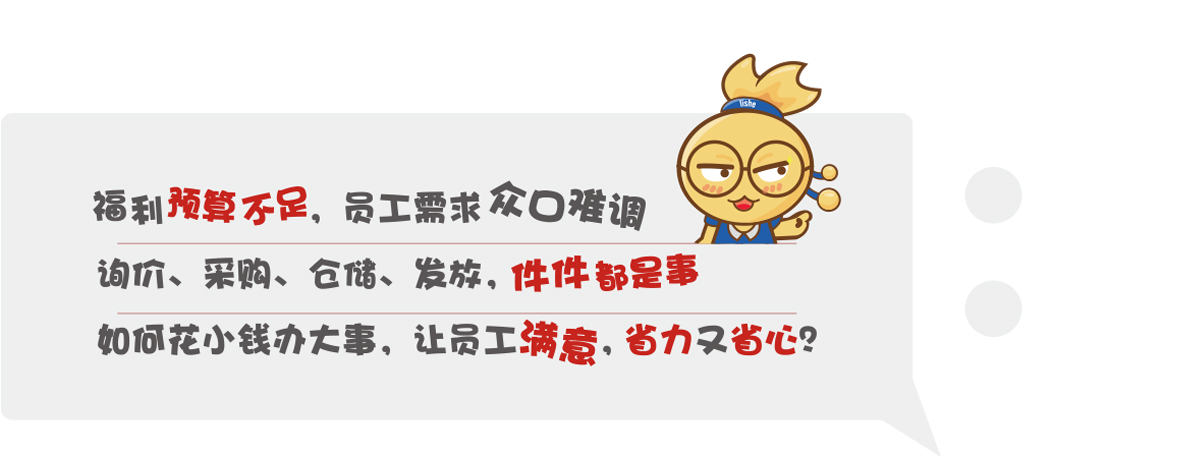 lishe
福利预算不足，员工需求众口难调
询价、采购、仓储、发放，件件都是事
如何花小钱办大事，让员工满意，省力又省心？